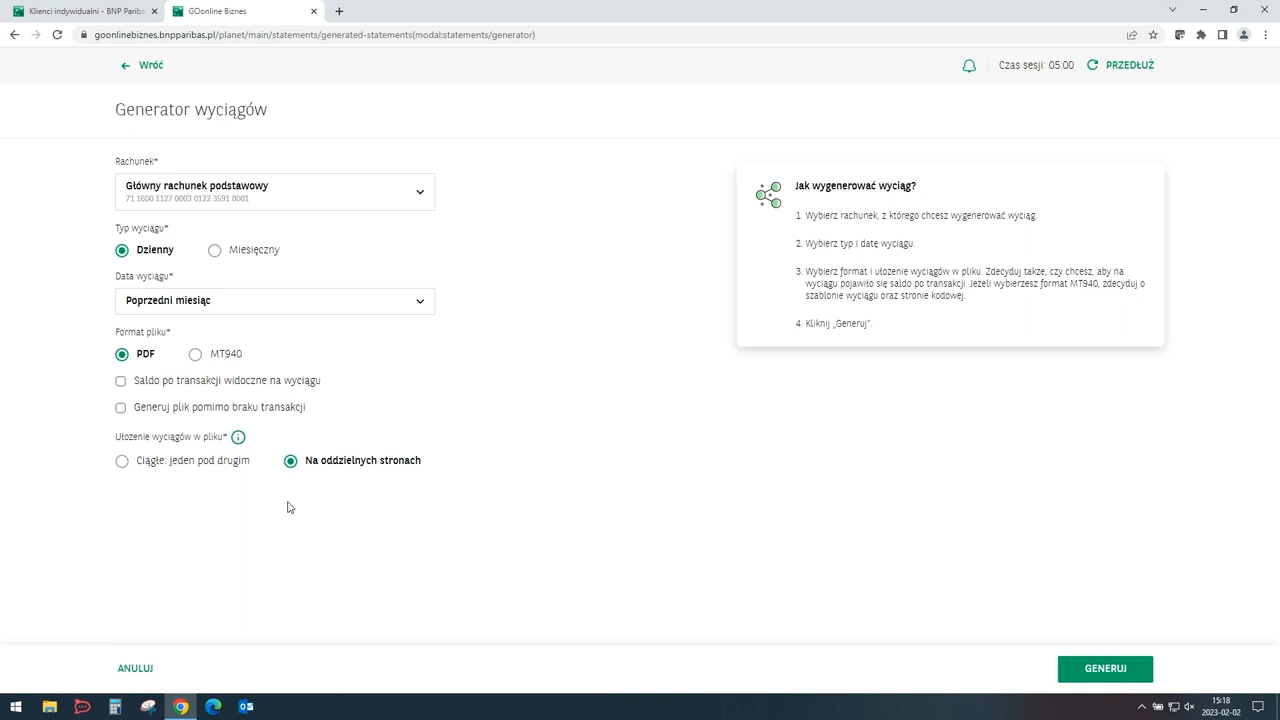 Klienci indywidualni - BNP Pariba
GOonline Biznes
goonlinebiznes.bnpparibas.pl/planet/main/statements/generated-statements(modal:statements/generator)
Wróć
Czas sesji: 05:00
PRZEDŁUŻ
Generator wyciągów
Rachunek*
Główny rachunek podstawowy
71 1600 1127 0003 0122 3591 8001
Typ wyciągu*
Dzienny
Miesięczny
Data wyciągu*
Poprzedni miesiąc
Format pliku*
PDF
MT940
Saldo po transakcji widoczne na wyciągu
Generuj plik pomimo braku transakcji
Ułożenie wyciągów w pliku*
Ciągłe: jeden pod drugim
Na oddzielnych stronach
Jak wygenerować wyciąg?
1. Wybierz rachunek, z którego chcesz wygenerować wyciąg.
2. Wybierz typ i datę wyciągu.
3. Wybierz format i ułożenie wyciągów w pliku. Zdecyduj także, czy chcesz, aby na
wyciągu pojawiło się saldo po transakcji. Jeżeli wybierzesz format MT940, zdecyduj o
szablonie wyciągu oraz stronie kodowej.
4. Kliknij „Generuj”.
ANULUJ
GENERUJ
15:18
2023-02-02